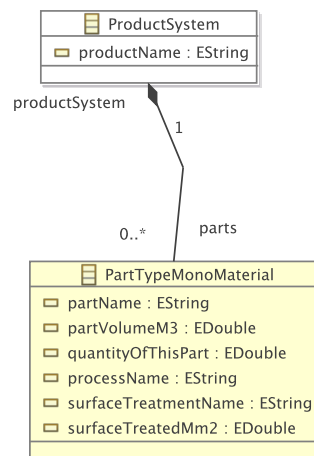 ProductSystem
productName : EString
productSystem
1
0..*
parts
PartTypeMonoMaterial
partName : EString
partVolumeM3 : EDouble
quantityOfThisPart : EDouble
processName : EString
surfaceTreatmentName : EString
surfaceTreatedMm2 : EDouble